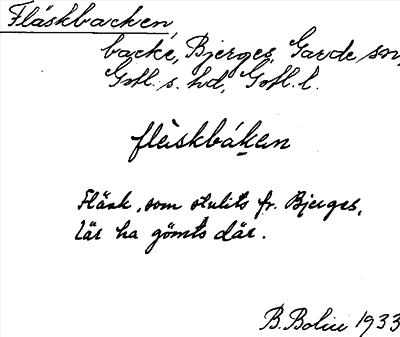 Fläskbacken,
backe, Bjerges, Garde sn,
Gotl. s. hd, Gotl. l.
flèiskbáken
Fläsk, som stulits fr. Bjerges,
lär ha gömts där.
B. Bolin 1933